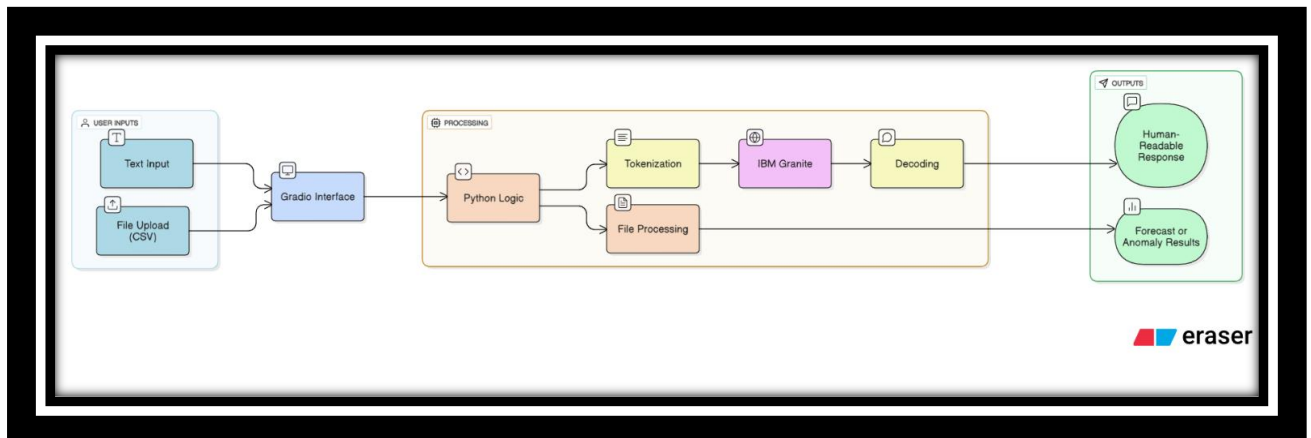 USER INPUTS
Text Input
File Upload
(CSV)
Gradio Interface
PROCESSING
Python Logic
Tokenization
IBM Granite
Decoding
File Processing
OUTPUTS
Human-
Readable
Response
Forecast or
Anomaly Results
eraser